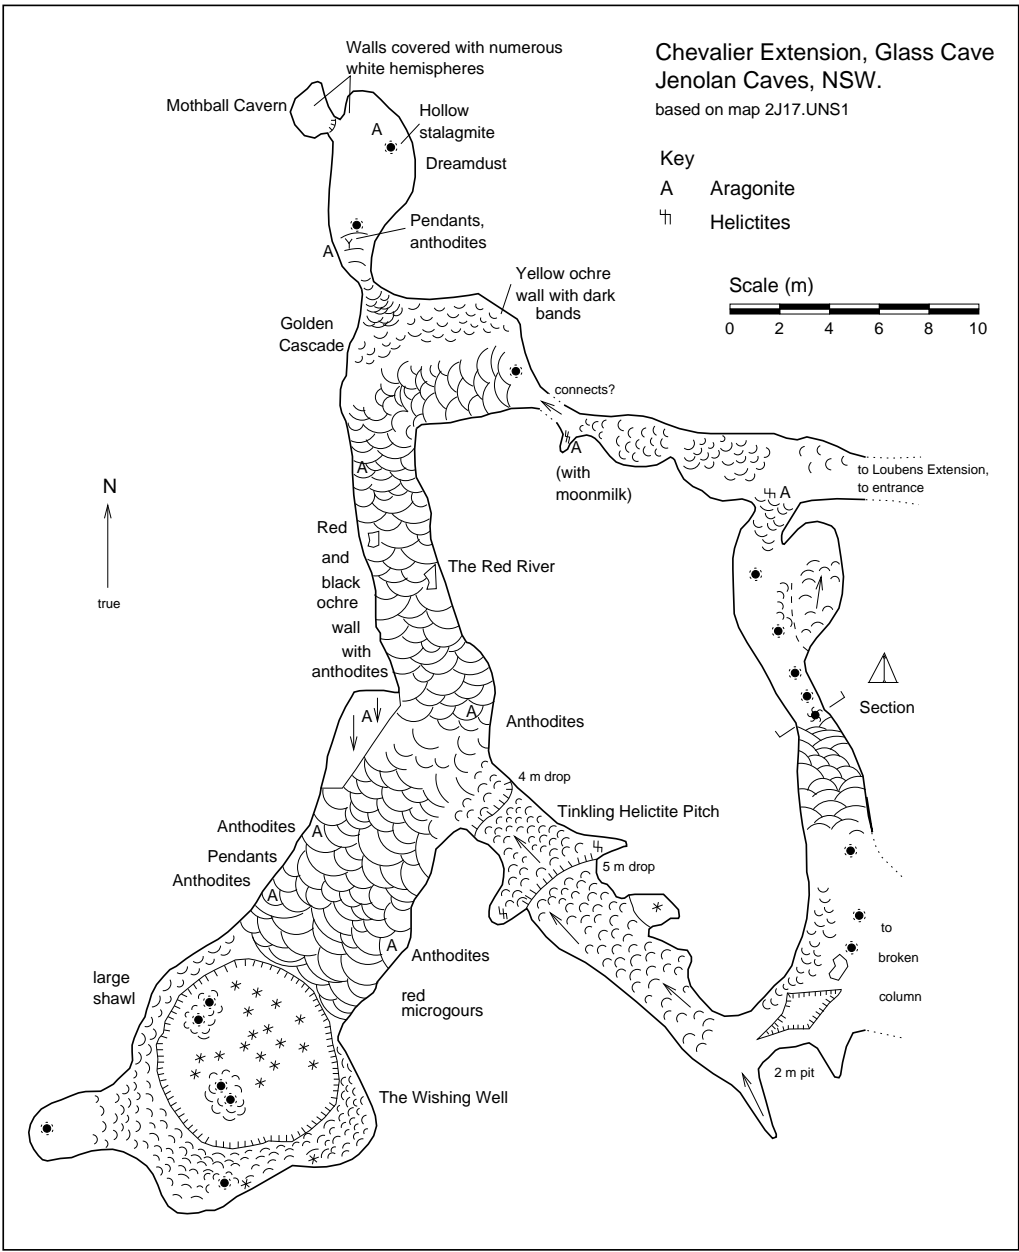 Chevalier Extension, Glass Cave
Jenolan Caves, NSW.
based on map 2J17.UNS1
Key
A Aragonite
Helictites
Scale (m)
0 2 4 6 8 10
Walls covered with numerous
white hemispheres
Mothball Cavern
A
Hollow
stalagmite
Dreamdust
Pendants,
anthodites
A
Yellow ochre
wall with dark
bands
Golden
Cascade
connects?
A
(with
moonmilk)
to Loubens Extension,
to entrance
A
A
N
true
Red
and
black
ochre
wall
with
anthodites
The Red River
Section
A
A
Anthodites
4 m drop
Tinkling Helictite Pitch
5 m drop
Anthodites
A
Pendants
Anthodites
A
A
Anthodites
to
broken
column
large
shawl
red
microgours
2 m pit
The Wishing Well